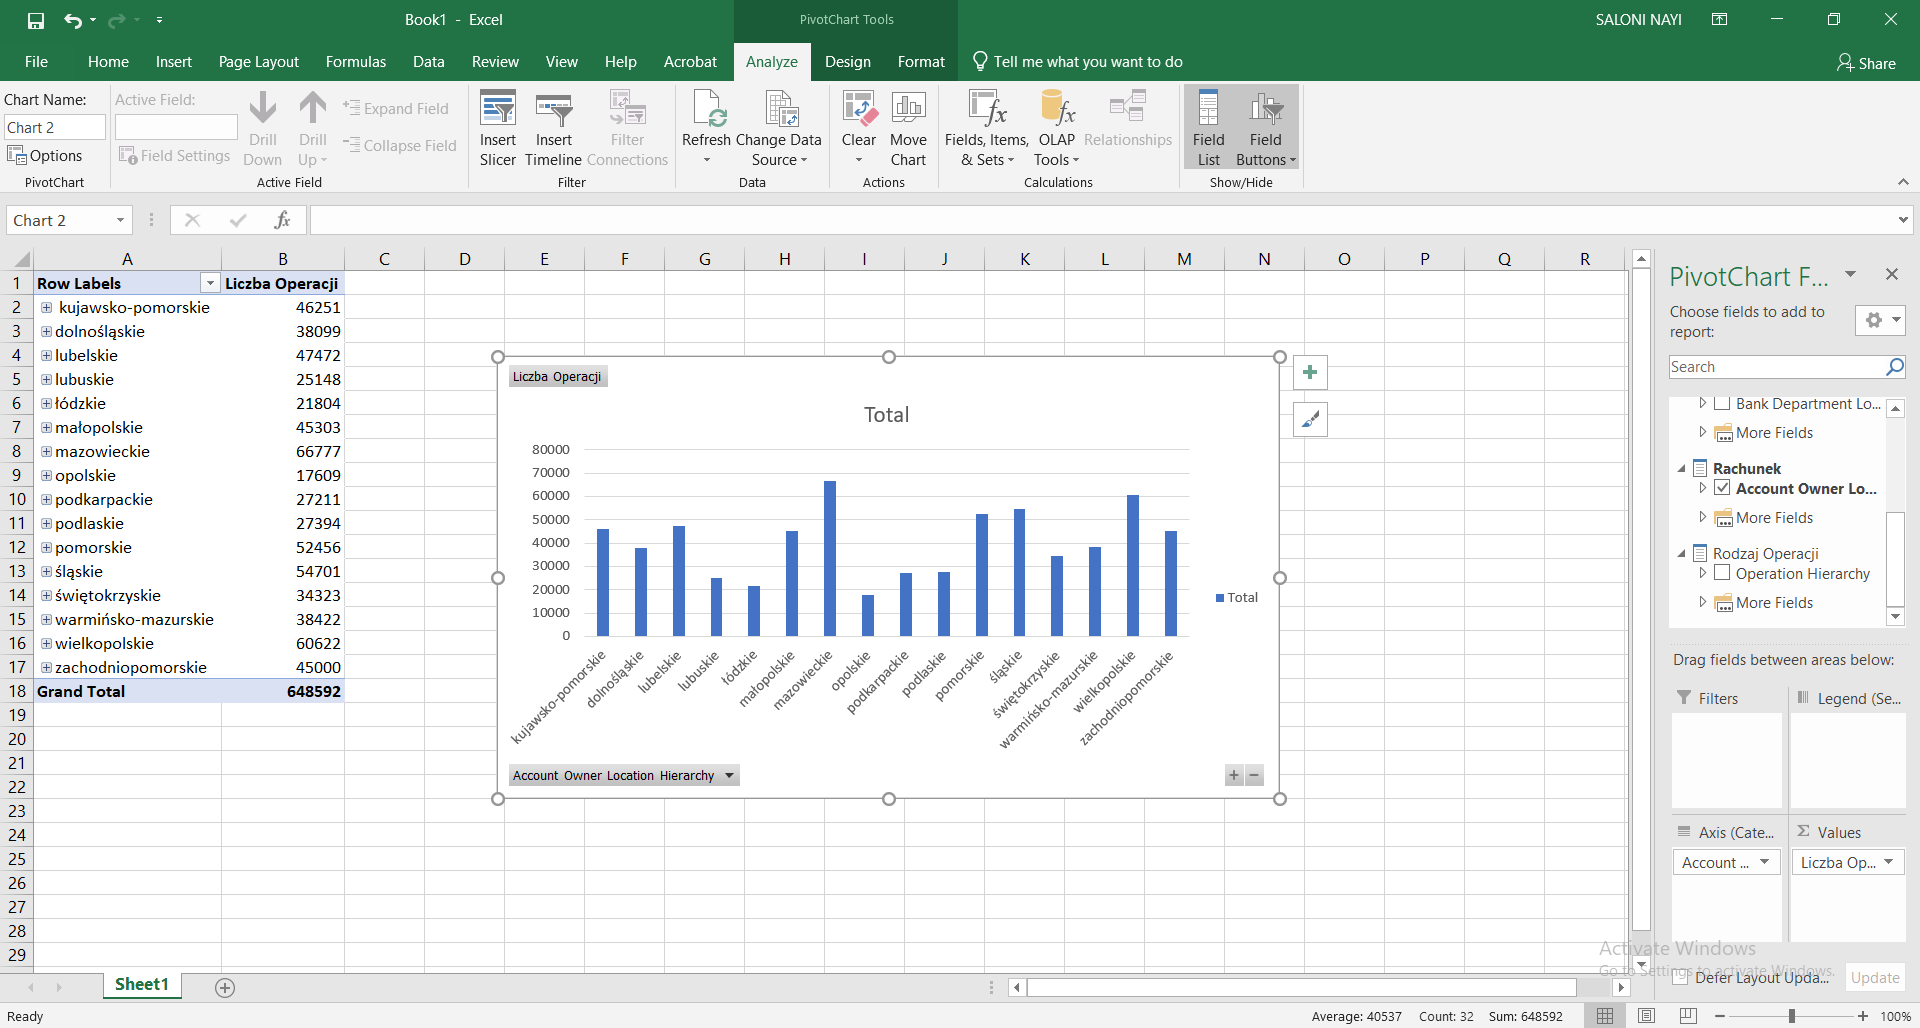 Book1 - Excel
PivotChart Tools
SALONI NAYI
File Home Insert Page Layout Formulas Data Review View Help Acrobat Analyze Design Format Tell me what you want to do Share
Chart Name:
Chart 2
Options
PivotChart
Active Field:
Field Settings
Drill Down
Drill Up
Expand Field
Collapse Field
Active Field
Insert Slicer
Insert Timeline
Filter Connections
Filter
Refresh
Change Data Source
Data
Clear
Move Chart
Actions
Fields, Items, & Sets
OLAP Tools
Relationships
Calculations
Field List
Field Buttons
Show/Hide
Chart 2
fx
A B C D E F G H I J K L M N O P Q R
1 Row Labels Liczba Operacji
2 kujawsko-pomorskie 46251
3 dolnośląskie 38099
4 lubelskie 47472
5 lubuskie 25148
6 łódzkie 21804
7 małopolskie 45303
8 mazowieckie 66777
9 opolskie 17609
10 podkarpackie 27211
11 podlaskie 27394
12 pomorskie 52456
13 śląskie 54701
14 świętokrzyskie 34323
15 warmińsko-mazurskie 38422
16 wielkopolskie 60622
17 zachodniopomorskie 45000
18 Grand Total 648592
19
20
21
22
23
24
25
26
27
28
29
Liczba Operacji
Total
80000
70000
60000
50000
40000
30000
20000
10000
0
kujawsko-pomorskie
dolnośląskie
lubelskie
lubuskie
łódzkie
małopolskie
mazowieckie
opolskie
podkarpackie
podlaskie
pomorskie
śląskie
świętokrzyskie
warmińsko-mazurskie
wielkopolskie
zachodniopomorskie
Total
Account Owner Location Hierarchy
PivotChart F...
Choose fields to add to
report:
Search
Bank Department Lo...
More Fields
Rachunek
Account Owner Lo...
More Fields
Rodzaj Operacji
Operation Hierarchy
More Fields
Drag fields between areas below:
Filters
Legend (Se...
Axis (Cate...
Σ Values
Account ...
Liczba Op...
Activate Windows
Go to Settings to activate Windows.
Defer Layout Upda...
Update
Sheet1
Ready
Average: 40537 Count: 32 Sum: 648592
100%